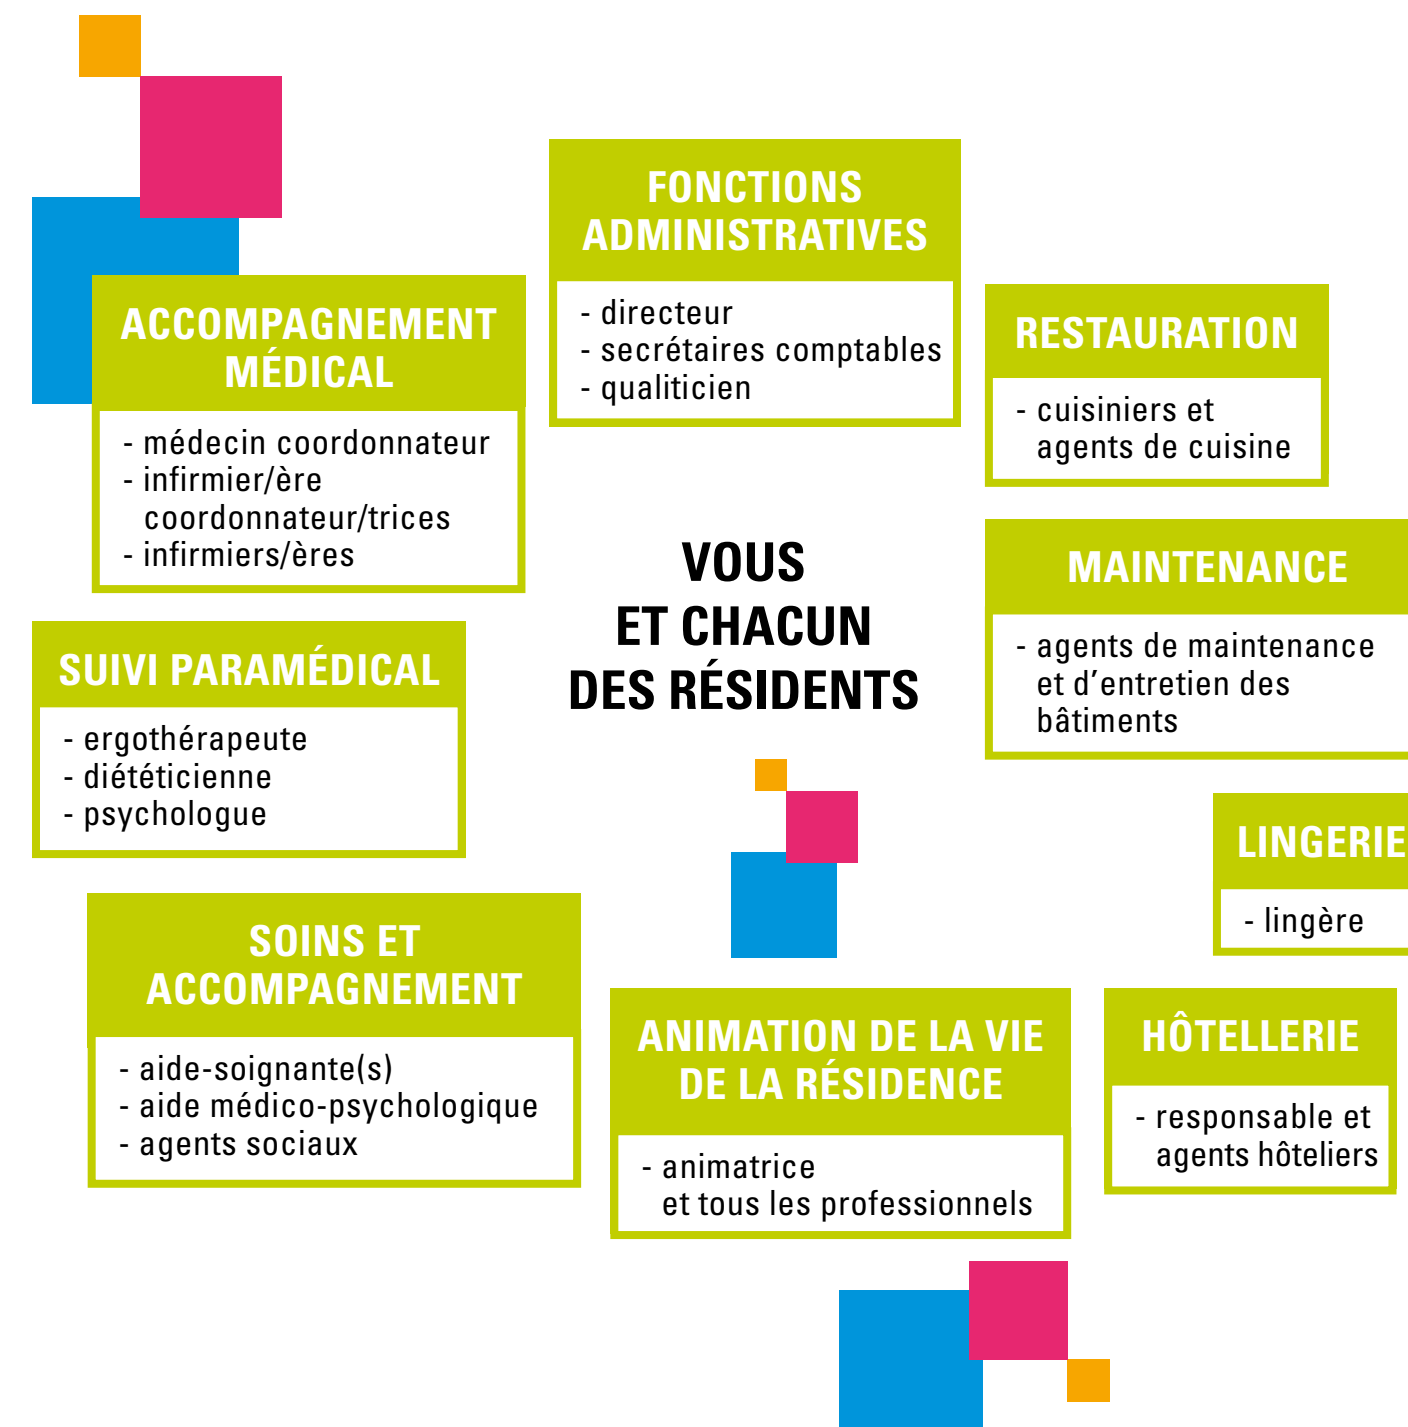 FONCTIONS
ADMINISTRATIVES
- directeur
- secrétaires comptables
- qualiticien
ACCOMPAGNEMENT
MÉDICAL
- médecin coordonnateur
- infirmier/ère
coordonnateur/trices
- infirmiers/ères
RESTAURATION
- cuisiniers et
agents de cuisine
VOUS
ET CHACUN
DES RÉSIDENTS
MAINTENANCE
- agents de maintenance
et d’entretien des
bâtiments
SUIVI PARAMÉDICAL
- ergothérapeute
- diététicienne
- psychologue
LINGERIE
- lingère
SOINS ET
ACCOMPAGNEMENT
- aide-soignante(s)
- aide médico-psychologique
- agents sociaux
ANIMATION DE LA VIE
DE LA RÉSIDENCE
- animatrice
et tous les professionnels
HÔTELLERIE
- responsable et
agents hôteliers